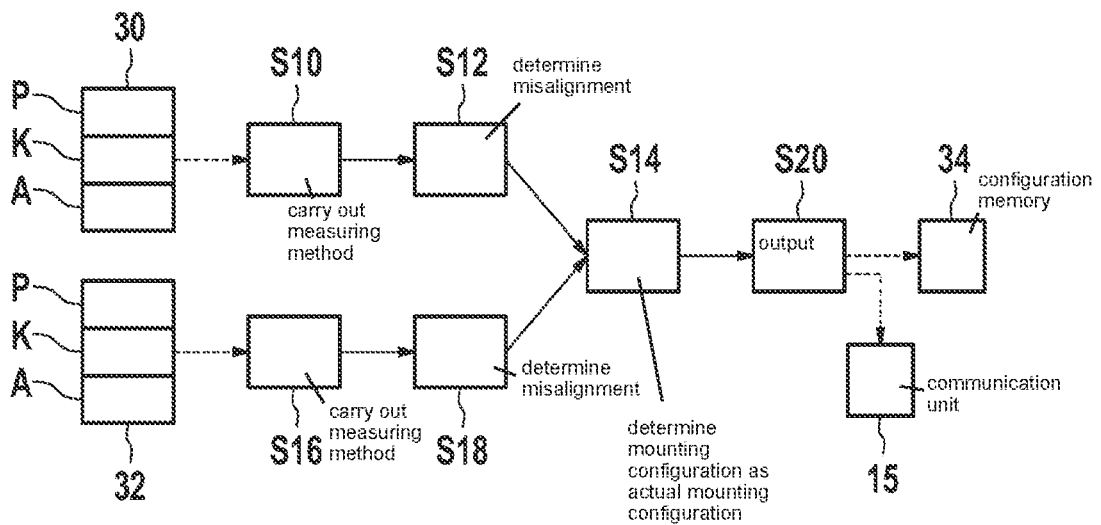 30
S10
S12
determine
misalignment
P
K
A
carry out
measuring
method
S14
S20
34
configuration
memory
output
P
K
A
carry out
measuring
method
determine
misalignment
32
S16
S18
determine
mounting
configuration as
actual mounting
configuration
communication
unit
15